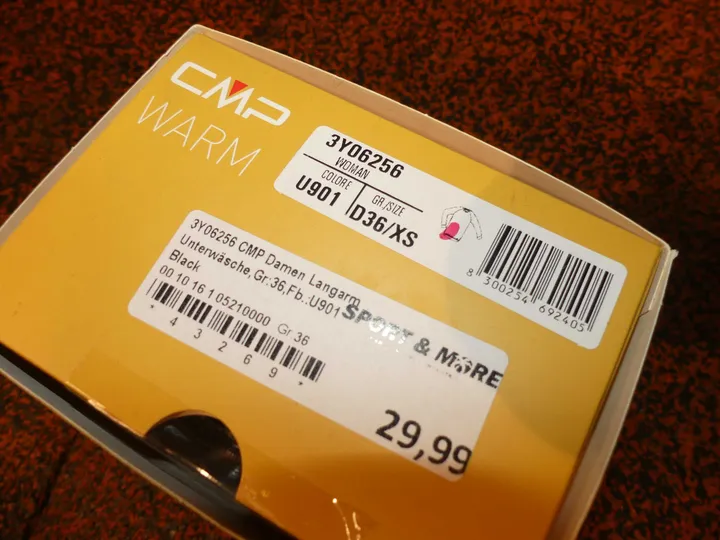 CMP
WARM
3Y06256
WOMAN
COLORE
U901
GR./SIZE
D36/XS
8 300254 692405
3Y06256 CMP Damen Langarm
Unterwäsche,Gr.:36,Fb.:U901
Black
00 10 16 1 05210000 Gr.36
* 4 3 2 6 9 *
SPORT & MORE
29,99